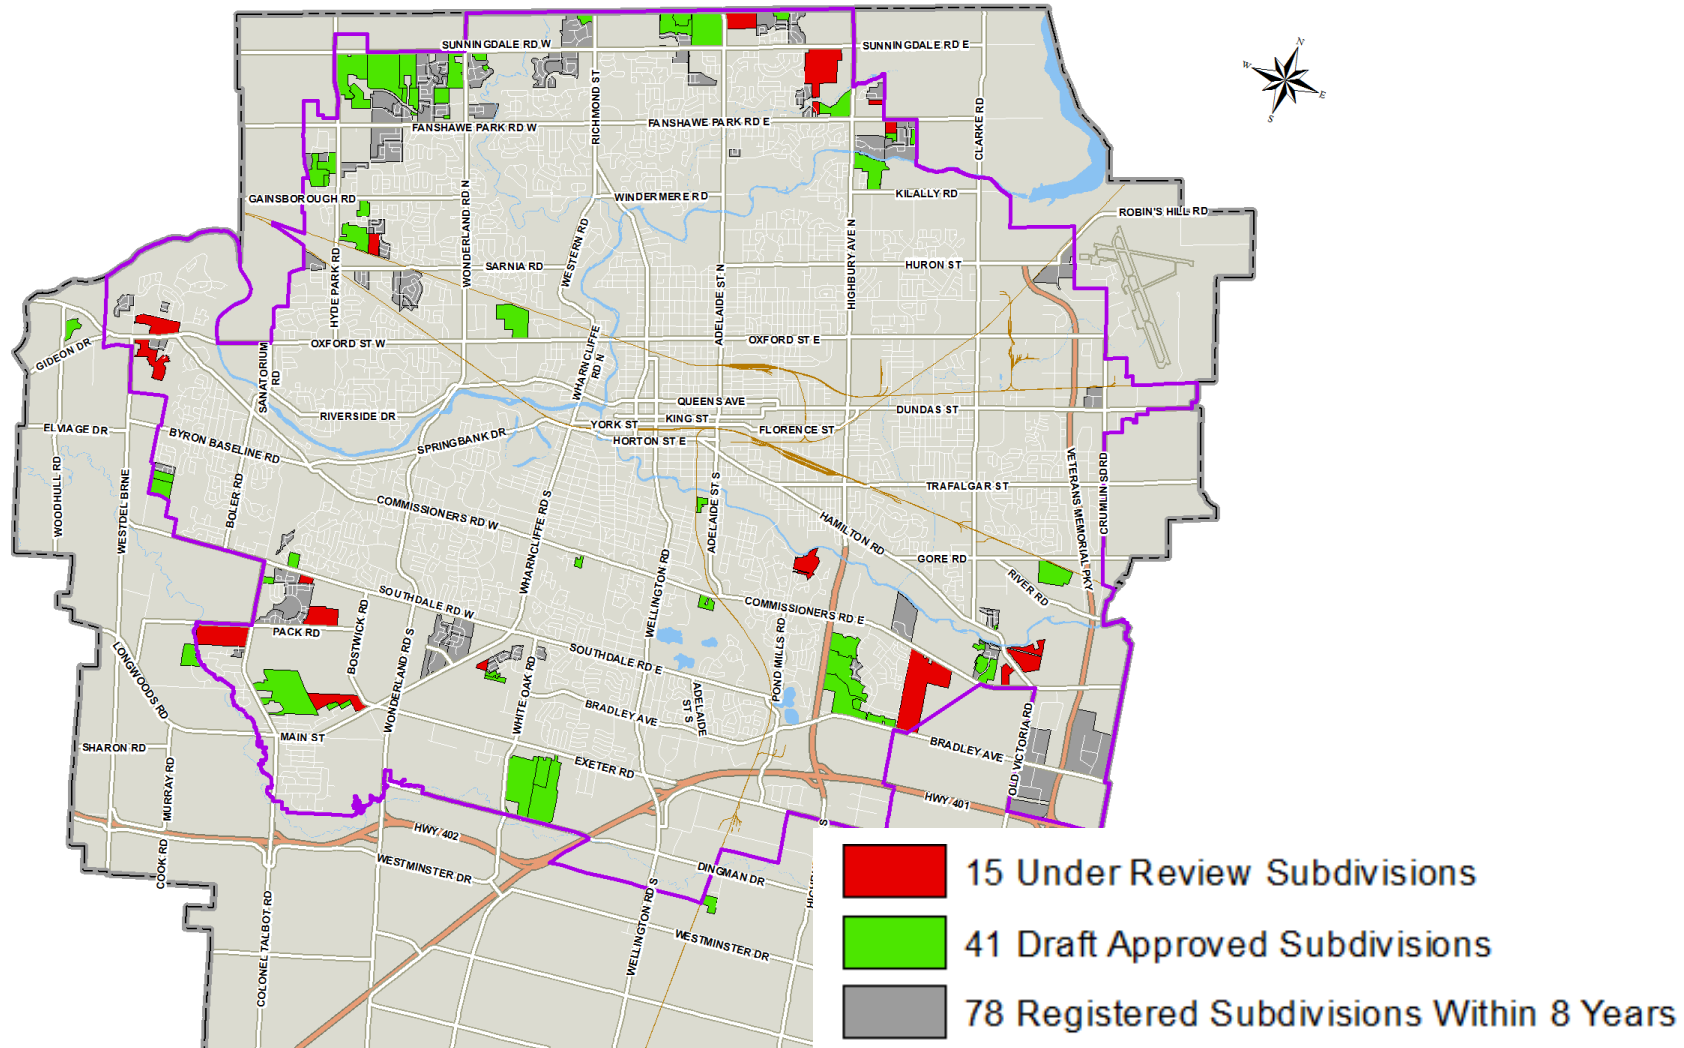 SUNNINGDALE RD W
SUNNINGDALE RD E
N
W
E
S
RICHMOND ST
CLARKE RD
FANSHAWE PARK RD W
FANSHAWE PARK RD E
GAINSBOROUGH RD
WONDERLAND RD N
WINDERMERE RD
KILALLY RD
ROBIN'S HILL RD
WESTERN RD
HIGHBURY AVE N
HYDE PARK RD
SARNIA RD
ADELAIDE ST N
HURON ST
GIDEON DR
OXFORD ST W
OXFORD ST E
SANATORIUM
RD
WHARNCLIFFE
RD N
RIVERSIDE DR
QUEENS AVE
KING ST
DUNDAS ST
YORK ST
FLORENCE ST
HORTON ST E
ELVIAGE DR
BYRON BASELINE RD
SPRINGBANK DR
WOODHULL RD
WESTDEL BRNE
BOLER RD
COMMISSIONERS RD W
WHARNCLIFFE RD S
ADELAIDE ST S
TRAFALGAR ST
HAMILTON RD
VETERANS MEMORIAL PKY
CRUMLIN SDRD
GORE RD
RIVER RD
WELLINGTON RD
SOUTHDALE RD W
COMMISSIONERS RD E
PACK RD
BOSTWICK RD
WONDERLAND RD S
LONGWOODS RD
SOUTHDALE RD E
POND MILLS RD
WHITE OAK RD
ADELAIDE
ST S
BRADLEY AVE
BRADLEY AVE
OLD VICTORIA RD
MAIN ST
SHARON RD
MURRAY RD
EXETER RD
HWY 401
HWY 402
COOK RD
WESTMINSTER DR
DINGMAN DR
COLONEL TALBOT RD
WELLINGTON RD S
WESTMINSTER DR
S
15 Under Review Subdivisions
41 Draft Approved Subdivisions
78 Registered Subdivisions Within 8 Years